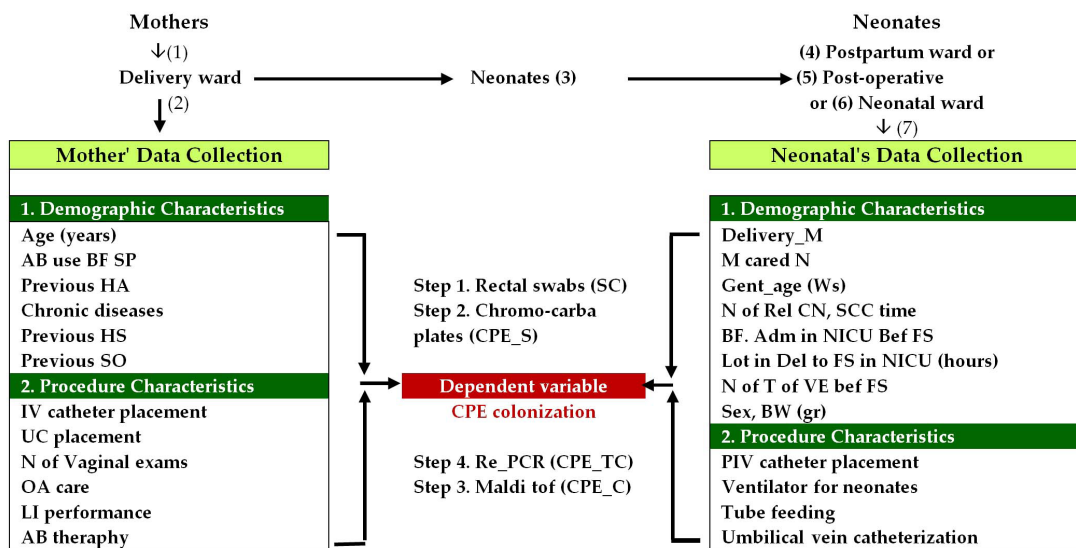 Mothers
↓(1)
Delivery ward
(2)
Neonates (3)
Neonates
(4) Postpartum ward or
(5) Post-operative
or (6) Neonatal ward
↓ (7)
Mother' Data Collection
1. Demographic Characteristics
Age (years)
AB use BF SP
Previous HA
Chronic diseases
Previous HS
Previous SO
2. Procedure Characteristics
IV catheter placement
UC placement
N of Vaginal exams
OA care
LI performance
AB theraphy
Step 1. Rectal swabs (SC)
Step 2. Chromo-carba
plates (CPE_S)
Dependent variable
CPE colonization
Step 4. Re_PCR (CPE_TC)
Step 3. Maldi tof (CPE_C)
Neonatal's Data Collection
1. Demographic Characteristics
Delivery_M
M cared N
Gent_age (Ws)
N of Rel CN, SCC time
BF. Adm in NICU Bef FS
Lot in Del to FS in NICU (hours)
N of T of VE bef FS
Sex, BW (gr)
2. Procedure Characteristics
PIV catheter placement
Ventilator for neonates
Tube feeding
Umbilical vein catheterization